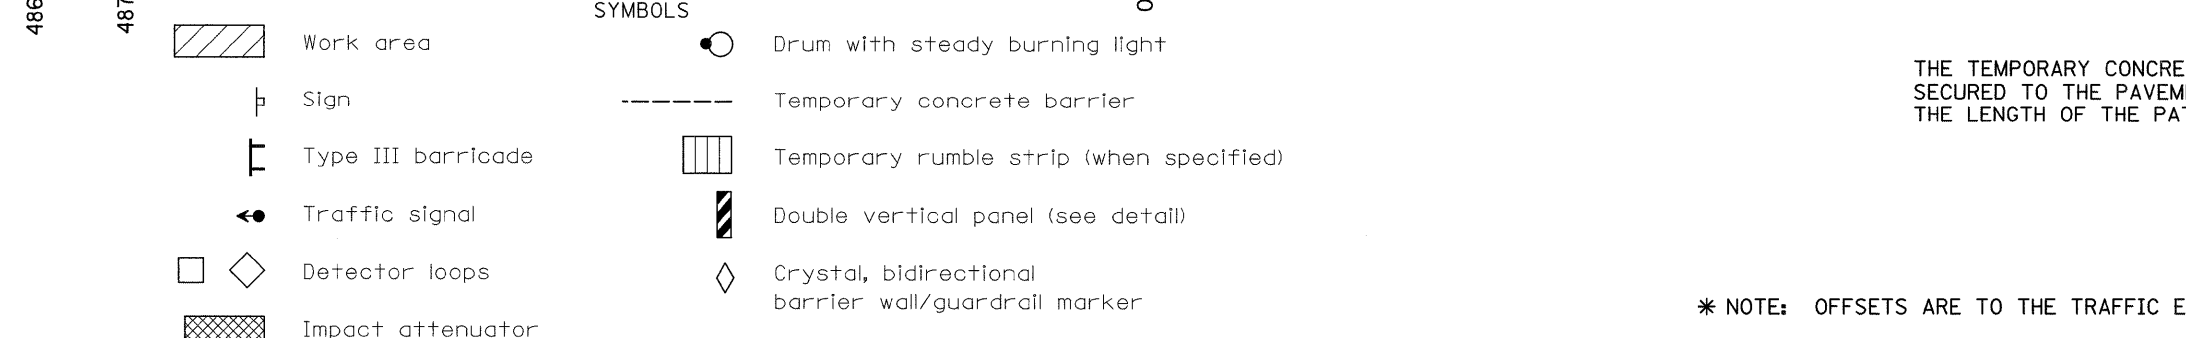 486
487
SYMBOLS
Work area
Sign
Type III barricade
Traffic signal
Detector loops
Impact attenuator
Drum with steady burning light
Temporary concrete barrier
Temporary rumble strip (when specified)
Double vertical panel (see detail)
Crystal, bidirectional
barrier wall/guardrail marker
THE TEMPORARY CONCRE
SECURED TO THE PAVEM
THE LENGTH OF THE PA
* NOTE: OFFSETS ARE TO THE TRAFFIC E